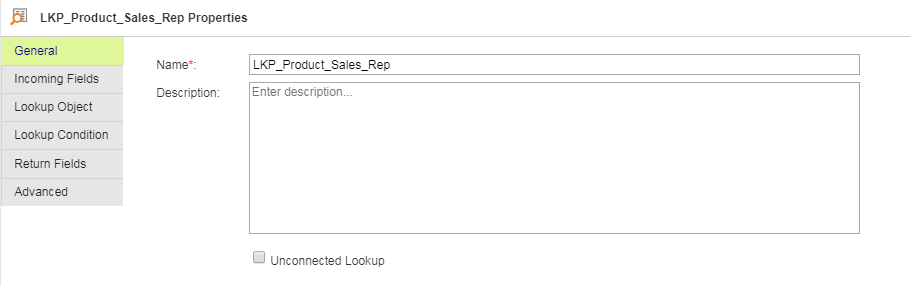 LKP_Product_Sales_Rep Properties
General
Incoming Fields
Lookup Object
Lookup Condition
Return Fields
Advanced
Name*: LKP_Product_Sales_Rep
Description: Enter description...
Unconnected Lookup